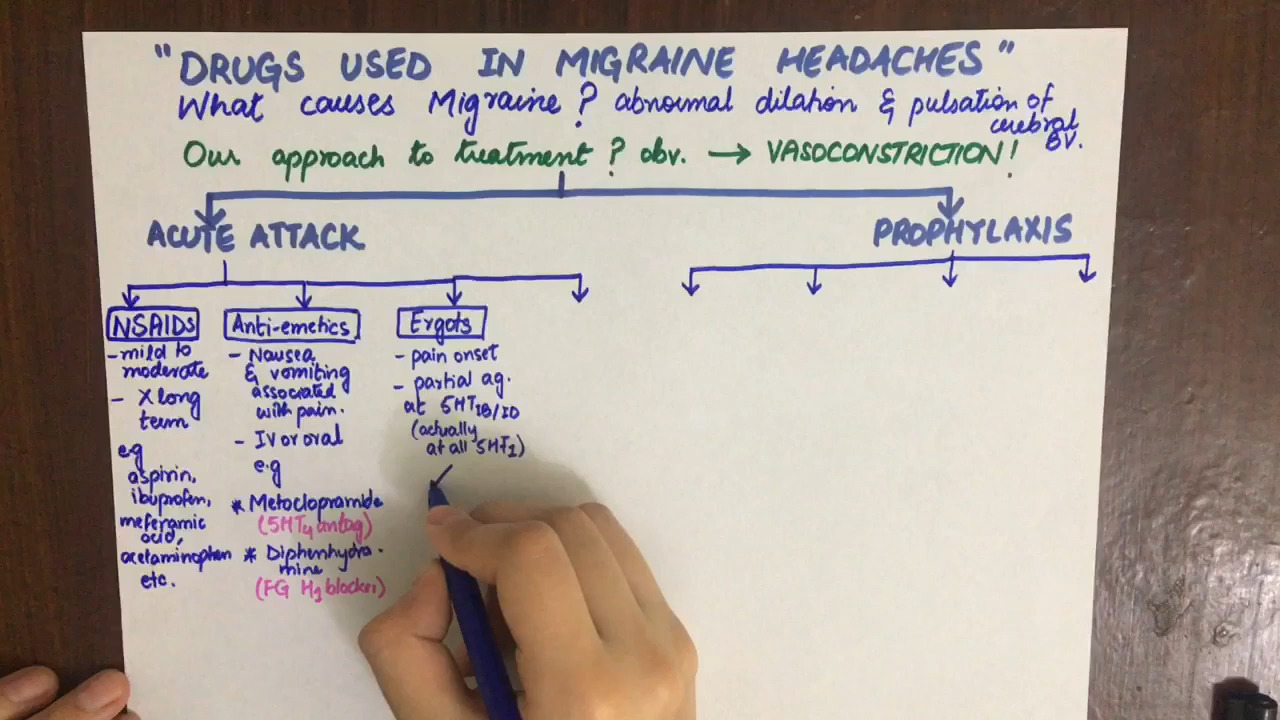 "DRUGS USED IN MIGRAINE HEADACHES"
What causes Migraine? abnormal dilation & pulsation of
cerebral
BV.
Our approach to treatment? obv. → VASOCONSTRICTION!
ACUTE ATTACK
PROPHYLAXIS
NSAIDs
- mild to
moderate
- X long
term
e.g
aspirin,
ibuprofen,
mefenamic
acid,
acetaminophen
etc.
Anti-emetics
- Nausea
& vomiting
associated
with pain.
- IV or oral
e.g
* Metoclopramide
(5HT4 antag)
* Diphenhydra-
mine
(FG H1 blocker)
Ergots
- pain onset
- partial ag.
at 5HT1B/1D
(actually
at all 5HT1)